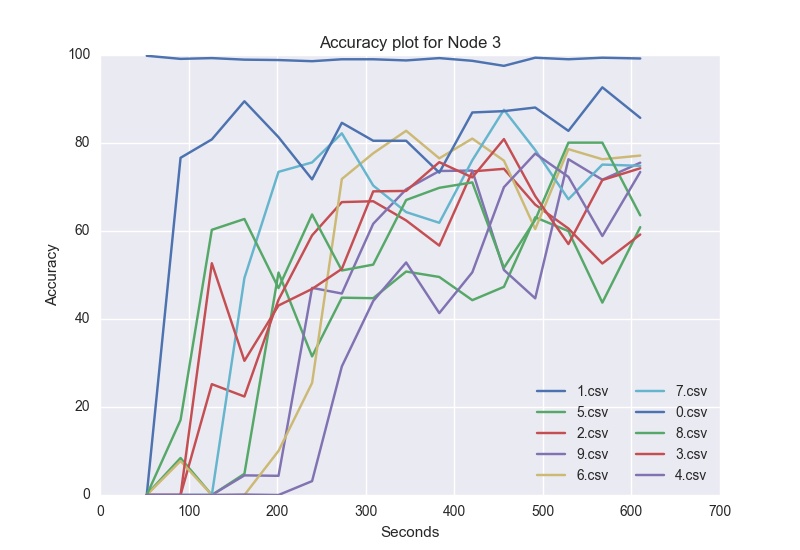 Accuracy plot for Node 3
100
80
60
40
20
0
Accuracy
0 100 200 300 400 500 600 700
Seconds
1.csv 7.csv
5.csv 0.csv
2.csv 8.csv
9.csv 3.csv
6.csv 4.csv